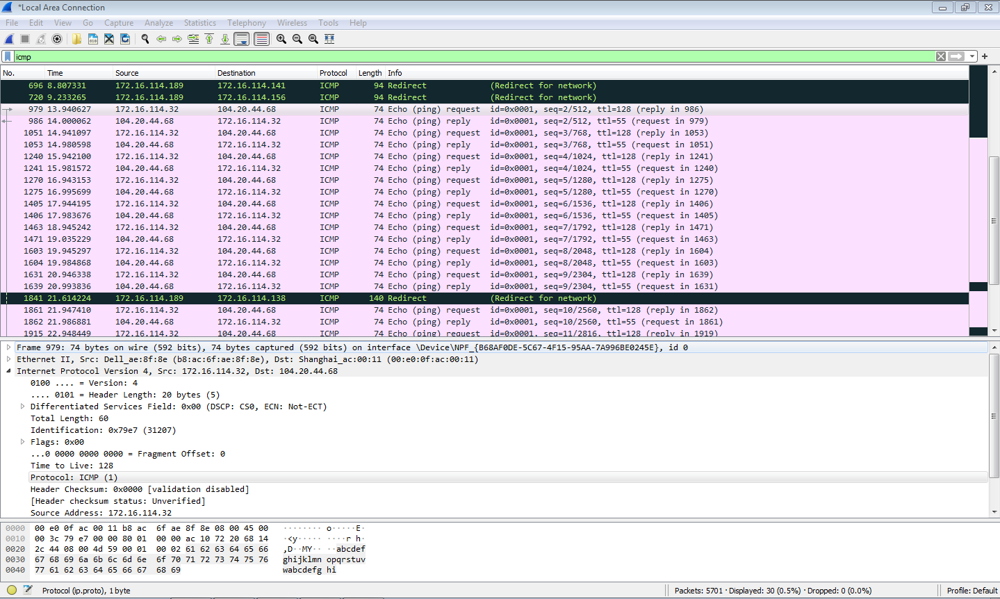 *Local Area Connection
File Edit View Go Capture Analyze Statistics Telephony Wireless Tools Help
icmp
No. Time Source Destination Protocol Length Info
696 8.807331 172.16.114.189 172.16.114.141 ICMP 94 Redirect (Redirect for network)
720 9.233265 172.16.114.189 172.16.114.156 ICMP 94 Redirect (Redirect for network)
979 13.940627 172.16.114.32 104.20.44.68 ICMP 74 Echo (ping) request id=0x0001, seq=2/512, ttl=128 (reply in 986)
986 14.000062 104.20.44.68 172.16.114.32 ICMP 74 Echo (ping) reply id=0x0001, seq=2/512, ttl=55 (request in 979)
1051 14.941097 172.16.114.32 104.20.44.68 ICMP 74 Echo (ping) request id=0x0001, seq=3/768, ttl=128 (reply in 1053)
1053 14.980598 104.20.44.68 172.16.114.32 ICMP 74 Echo (ping) reply id=0x0001, seq=3/768, ttl=55 (request in 1051)
1240 15.942100 172.16.114.32 104.20.44.68 ICMP 74 Echo (ping) request id=0x0001, seq=4/1024, ttl=128 (reply in 1241)
1241 15.981572 104.20.44.68 172.16.114.32 ICMP 74 Echo (ping) reply id=0x0001, seq=4/1024, ttl=55 (request in 1240)
1270 16.943153 172.16.114.32 104.20.44.68 ICMP 74 Echo (ping) request id=0x0001, seq=5/1280, ttl=128 (reply in 1275)
1275 16.995699 104.20.44.68 172.16.114.32 ICMP 74 Echo (ping) reply id=0x0001, seq=5/1280, ttl=55 (request in 1270)
1405 17.944195 172.16.114.32 104.20.44.68 ICMP 74 Echo (ping) request id=0x0001, seq=6/1536, ttl=128 (reply in 1406)
1406 17.983676 104.20.44.68 172.16.114.32 ICMP 74 Echo (ping) reply id=0x0001, seq=6/1536, ttl=55 (request in 1405)
1463 18.945242 172.16.114.32 104.20.44.68 ICMP 74 Echo (ping) request id=0x0001, seq=7/1792, ttl=128 (reply in 1471)
1471 19.035229 104.20.44.68 172.16.114.32 ICMP 74 Echo (ping) reply id=0x0001, seq=7/1792, ttl=55 (request in 1463)
1603 19.945297 172.16.114.32 104.20.44.68 ICMP 74 Echo (ping) request id=0x0001, seq=8/2048, ttl=128 (reply in 1604)
1604 19.984868 104.20.44.68 172.16.114.32 ICMP 74 Echo (ping) reply id=0x0001, seq=8/2048, ttl=55 (request in 1603)
1631 20.946338 172.16.114.32 104.20.44.68 ICMP 74 Echo (ping) request id=0x0001, seq=9/2304, ttl=128 (reply in 1639)
1639 20.993836 104.20.44.68 172.16.114.32 ICMP 74 Echo (ping) reply id=0x0001, seq=9/2304, ttl=55 (request in 1631)
1841 21.614224 172.16.114.189 172.16.114.138 ICMP 140 Redirect (Redirect for network)
1861 21.947410 172.16.114.32 104.20.44.68 ICMP 74 Echo (ping) request id=0x0001, seq=10/2560, ttl=128 (reply in 1862)
1862 21.986881 104.20.44.68 172.16.114.32 ICMP 74 Echo (ping) reply id=0x0001, seq=10/2560, ttl=55 (request in 1861)
1915 22.948449 172.16.114.32 104.20.44.68 ICMP 74 Echo (ping) request id=0x0001, seq=11/2816, ttl=128 (reply in 1919)
Frame 979: 74 bytes on wire (592 bits), 74 bytes captured (592 bits) on interface \Device\NPF_{B68AF0DE-5C67-4F15-95AA-7A996BE0245E}, id 0
Ethernet II, Src: Dell_ae:8f:8e (b8:ac:6f:ae:8f:8e), Dst: Shanghai_ac:00:11 (00:e0:0f:ac:00:11)
Internet Protocol Version 4, Src: 172.16.114.32, Dst: 104.20.44.68
0100 .... = Version: 4
.... 0101 = Header Length: 20 bytes (5)
Differentiated Services Field: 0x00 (DSCP: CS0, ECN: Not-ECT)
Total Length: 60
Identification: 0x79e7 (31207)
Flags: 0x00
...0 0000 0000 0000 = Fragment Offset: 0
Time to Live: 128
Protocol: ICMP (1)
Header Checksum: 0x0000 [validation disabled]
[Header checksum status: Unverified]
Source Address: 172.16.114.32
0000 00 e0 0f ac 00 11 b8 ac 6f ae 8f 8e 08 00 45 00 ········ o·····E·
0010 00 3c 79 e7 00 00 80 01 00 00 ac 10 72 20 68 14 ·<y····· ····r h·
0020 2c 44 08 00 4d 59 00 01 00 02 61 62 63 64 65 66 ,D··MY·· ··abcdef
0030 67 68 69 6a 6b 6c 6d 6e 6f 70 71 72 73 74 75 76 ghijklmn opqrstuv
0040 77 61 62 63 64 65 66 67 68 69 wabcdefg hi
Protocol (ip.proto), 1 byte Packets: 5701 · Displayed: 30 (0.5%) · Dropped: 0 (0.0%) Profile: Default